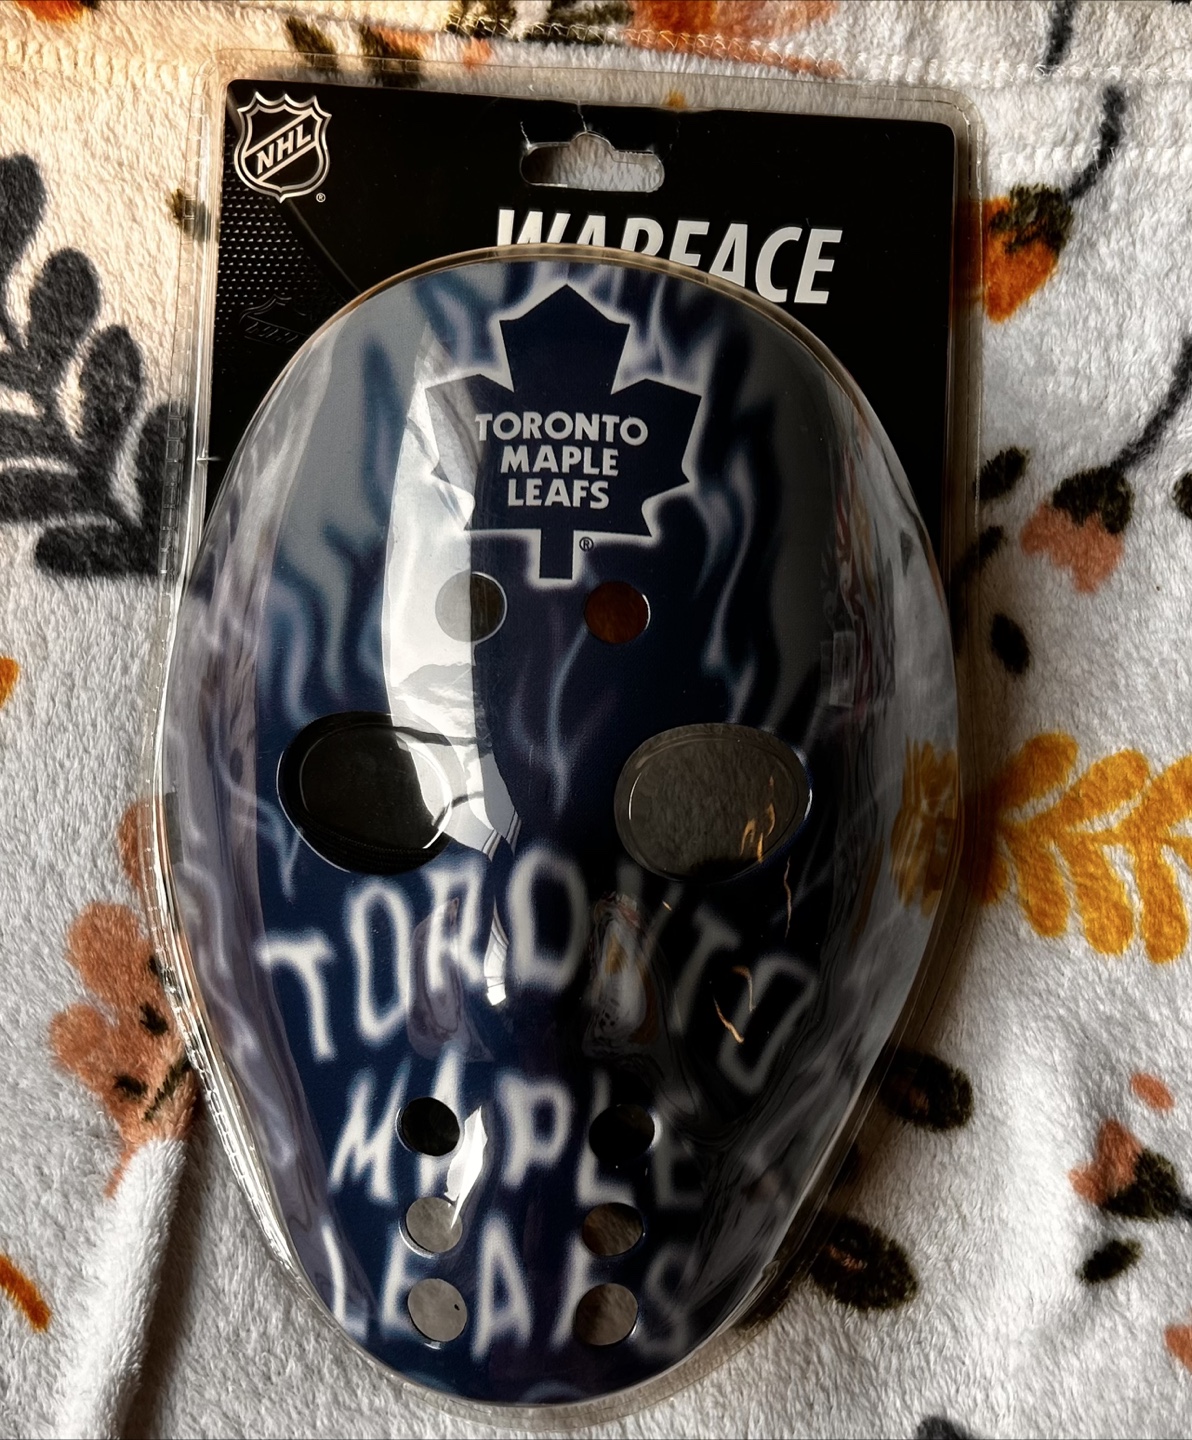 NHL
®
WARFACE
TORONTO
MAPLE
LEAFS
®
TORONTO
MAPLE
LEAFS